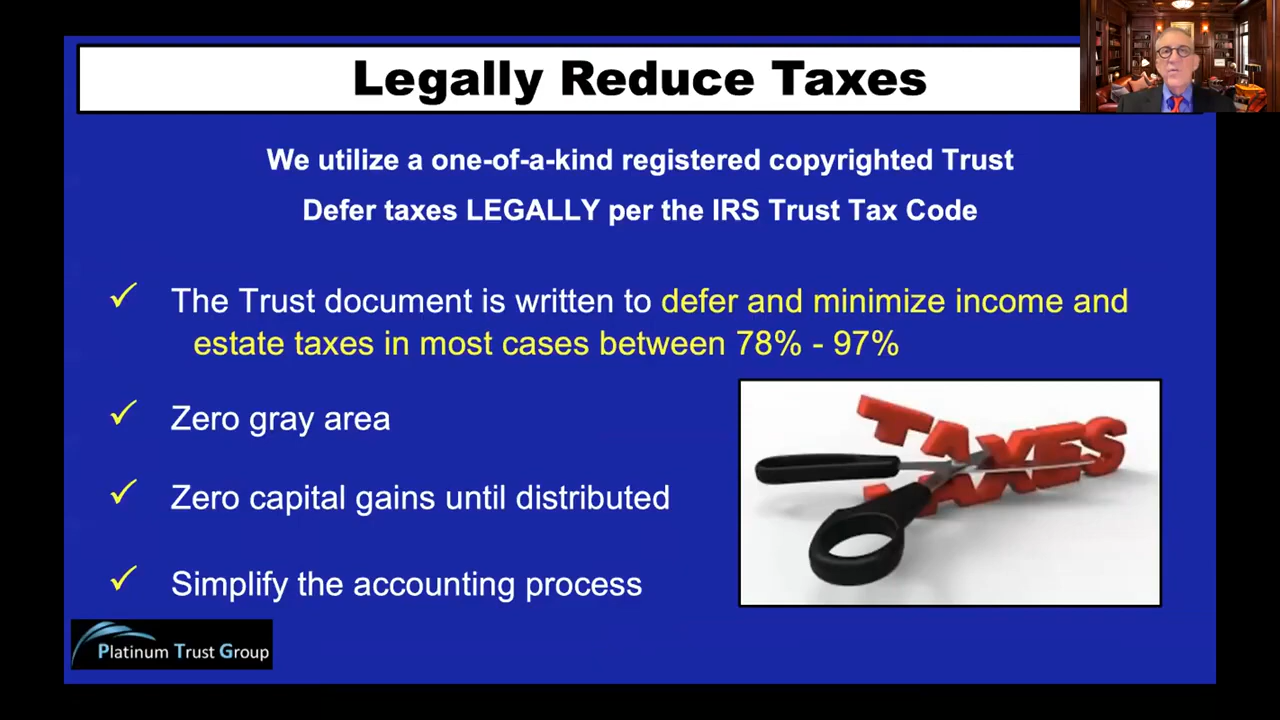 Legally Reduce Taxes
We utilize a one-of-a-kind registered copyrighted Trust
Defer taxes LEGALLY per the IRS Trust Tax Code
✓ The Trust document is written to defer and minimize income and
estate taxes in most cases between 78% - 97%
✓ Zero gray area
✓ Zero capital gains until distributed
✓ Simplify the accounting process
TAXES
Platinum Trust Group